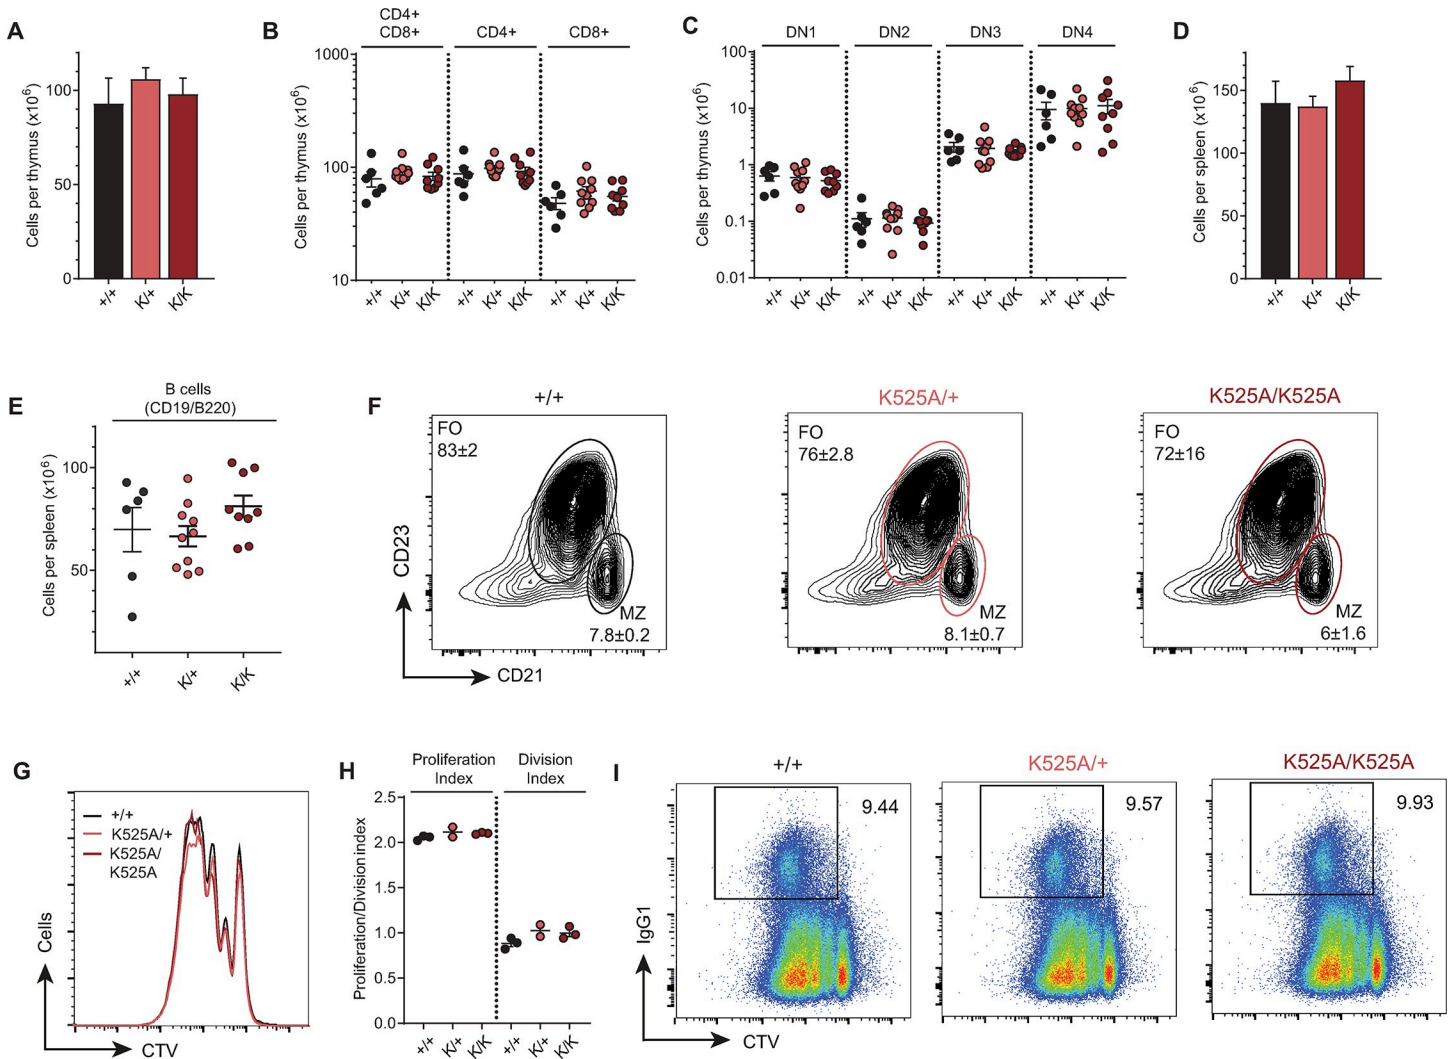 A
Cells per thymus (x10⁶)
100
50
0
+/+ K/+ K/K
B
CD4+
CD8+
CD4+
CD8+
Cells per thymus (x10⁶)
1000
100
10
+/+ K/+ K/K +/+ K/+ K/K +/+ K/+ K/K
C
DN1 DN2 DN3 DN4
Cells per thymus (x10⁶)
100
10
1
0.1
0.01
+/+ K/+ K/K +/+ K/+ K/K +/+ K/+ K/K +/+ K/+ K/K
D
Cells per spleen (x10⁶)
150
100
50
0
+/+ K/+ K/K
E
B cells
(CD19/B220)
Cells per spleen (x10⁶)
100
50
+/+ K/+ K/K
F
+/+
FO
83±2
MZ
7.8±0.2
CD23
CD21
K525A/+
FO
76±2.8
MZ
8.1±0.7
K525A/K525A
FO
72±16
MZ
6±1.6
G
+/+
K525A/+
K525A/
K525A
Cells
CTV
H
Proliferation
Index
Division
Index
Proliferation/Division index
2.5
2.0
1.5
1.0
0.5
0.0
+/+ K/+ K/K +/+ K/+ K/K
I
+/+
9.44
IgG1
CTV
K525A/+
9.57
K525A/K525A
9.93